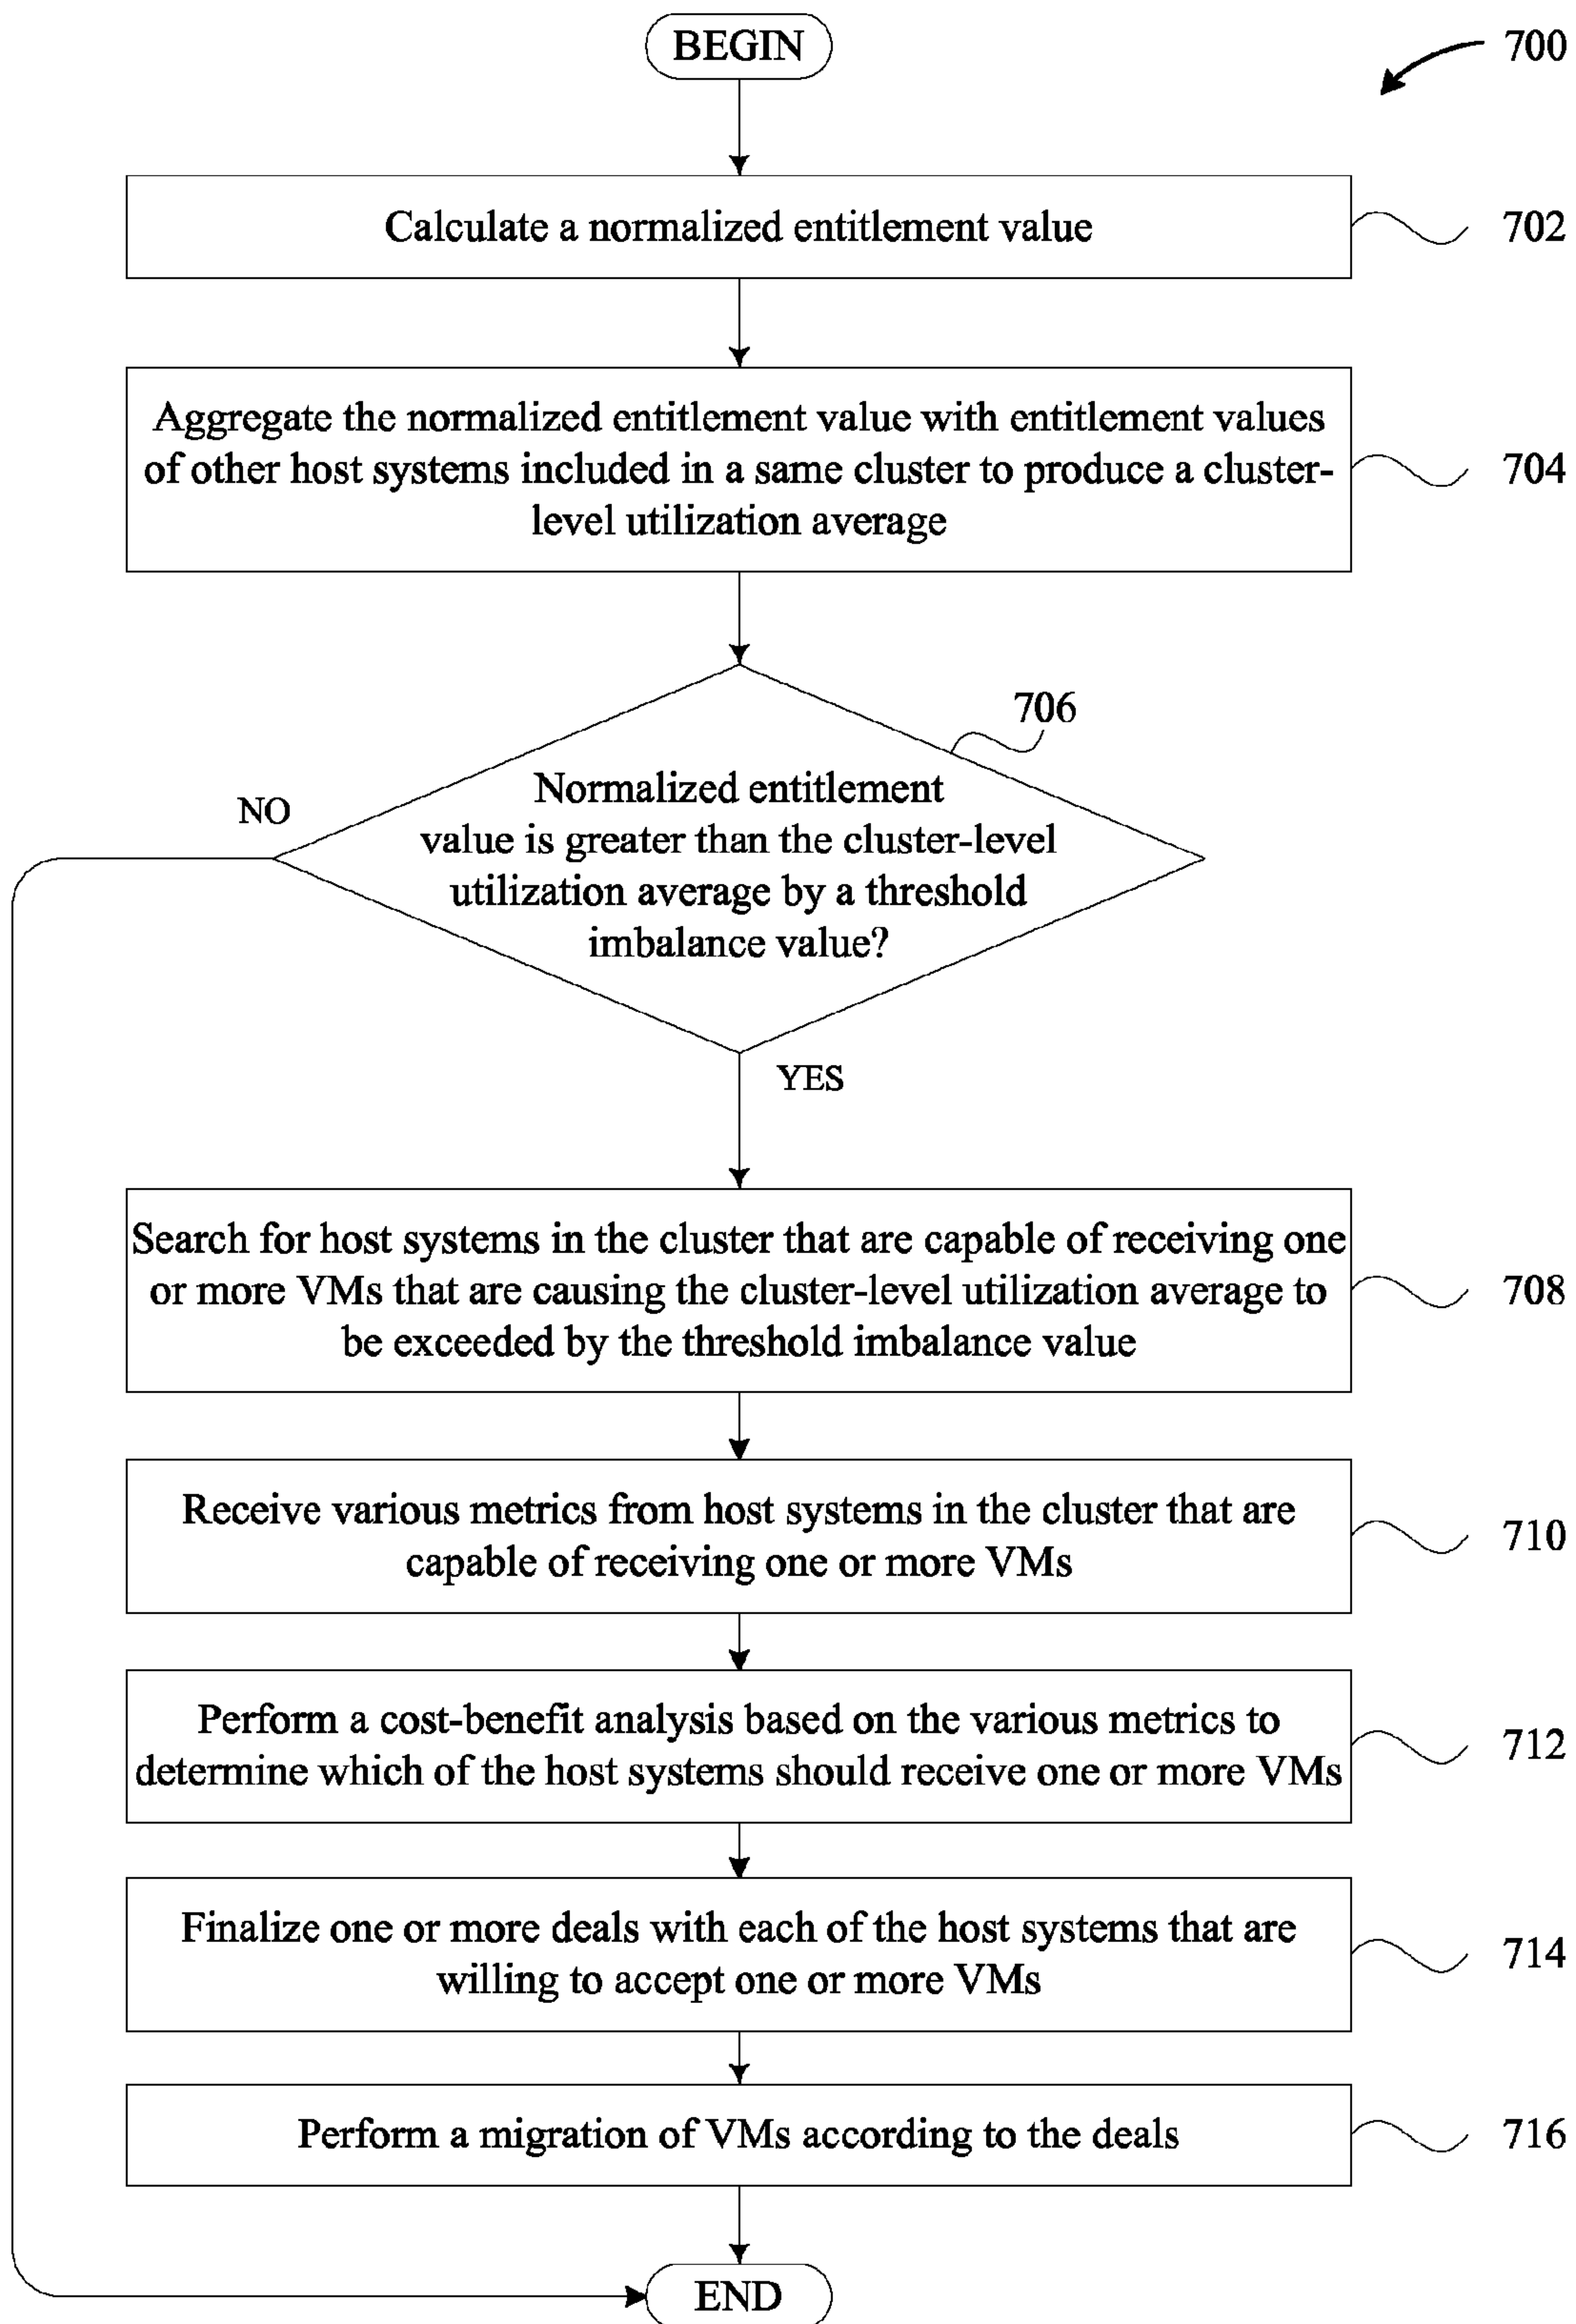 BEGIN
700
Calculate a normalized entitlement value
702
Aggregate the normalized entitlement value with entitlement values
of other host systems included in a same cluster to produce a cluster-
level utilization average
704
706
Normalized entitlement
value is greater than the cluster-level
utilization average by a threshold
imbalance value?
NO
YES
Search for host systems in the cluster that are capable of receiving one
or more VMs that are causing the cluster-level utilization average to
be exceeded by the threshold imbalance value
708
Receive various metrics from host systems in the cluster that are
capable of receiving one or more VMs
710
Perform a cost-benefit analysis based on the various metrics to
determine which of the host systems should receive one or more VMs
712
Finalize one or more deals with each of the host systems that are
willing to accept one or more VMs
714
Perform a migration of VMs according to the deals
716
END